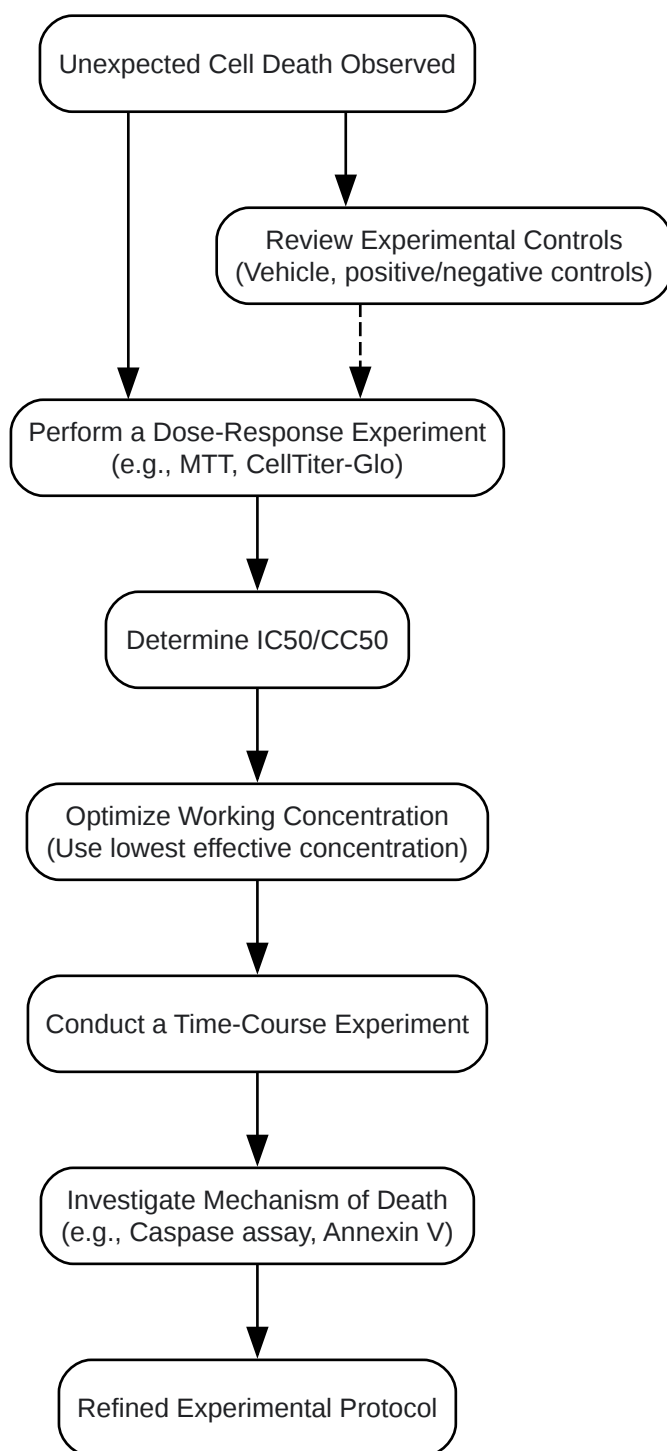 Unexpected Cell Death Observed
Review Experimental Controls
(Vehicle, positive/negative controls)
Perform a Dose-Response Experiment
(e.g., MTT, CellTiter-Glo)
Determine IC50/CC50
Optimize Working Concentration
(Use lowest effective concentration)
Conduct a Time-Course Experiment
Investigate Mechanism of Death
(e.g., Caspase assay, Annexin V)
Refined Experimental Protocol